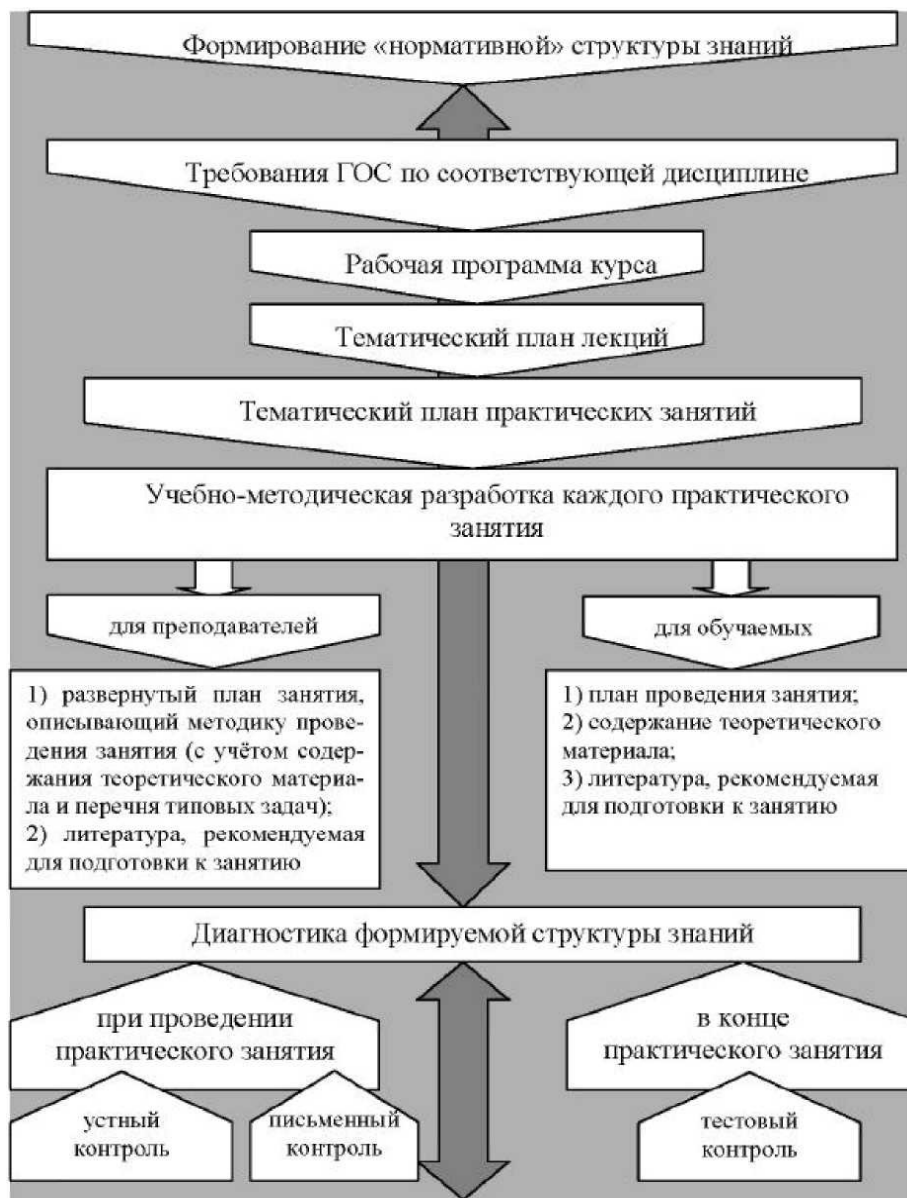 Формирование «нормативной» структуры знаний
Требования ГОС по соответствующей дисциплине
Рабочая программа курса
Тематический план лекций
Тематический план практических занятий
Учебно-методическая разработка каждого практического
занятия
для преподавателей
1) развернутый план занятия,
описывающий методику прове-
дения занятия (с учётом содер-
жания теоретического материа-
ла и перечня типовых задач);
2) литература, рекомендуемая
для подготовки к занятию
для обучаемых
1) план проведения занятия;
2) содержание теоретического
материала;
3) литература, рекомендуемая
для подготовки к занятию
Диагностика формируемой структуры знаний
при проведении
практического занятия
в конце
практического занятия
устный
контроль
письменный
контроль
тестовый
контроль